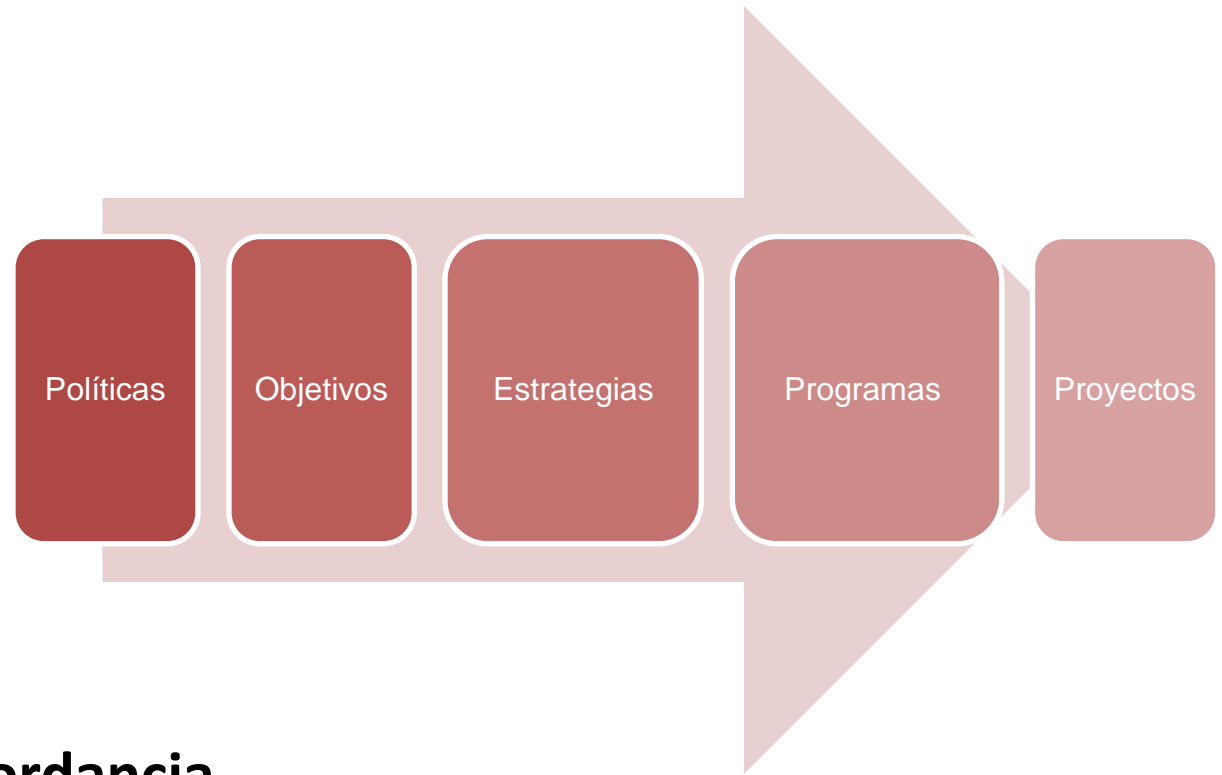 Políticas
Objetivos
Estrategias
Programas
Proyectos